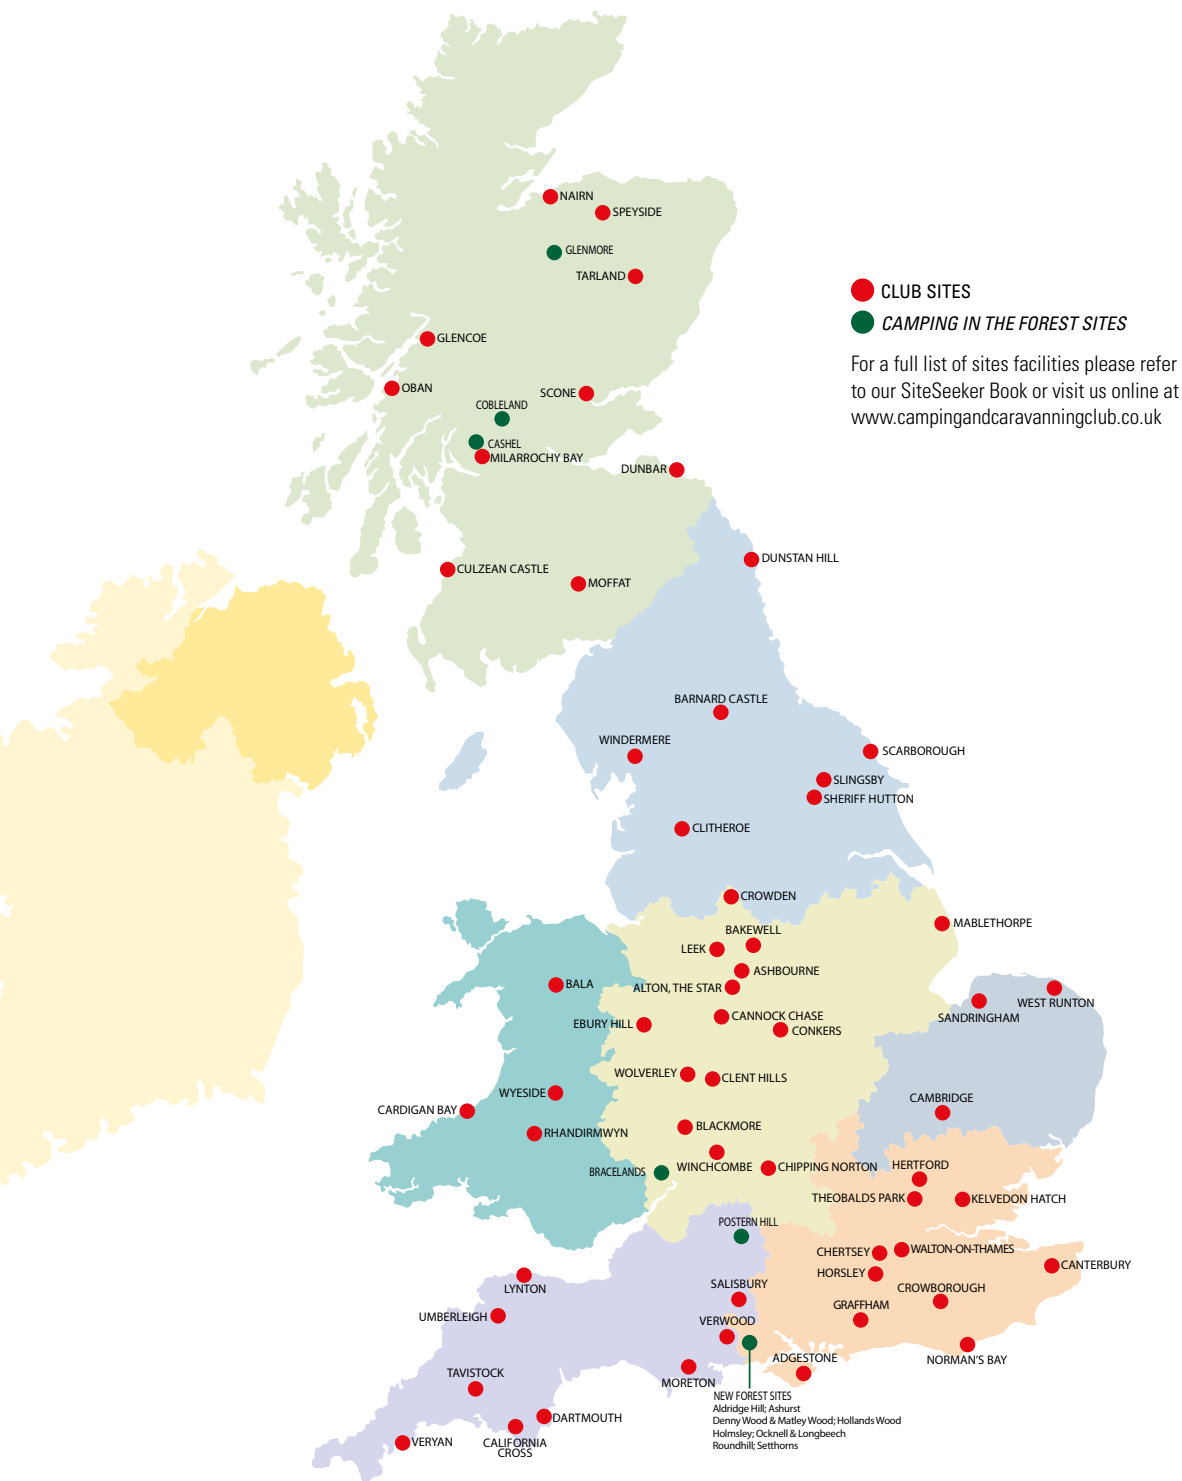 NAIRN
SPEYSIDE
GLENMORE
TARLAND
CLUB SITES
CAMPING IN THE FOREST SITES
For a full list of sites facilities please refer
to our SiteSeeker Book or visit us online at
www.campingandcaravanningclub.co.uk
GLENCOE
OBAN
SCONE
COBLELAND
CASHEL
MILARROCHY BAY
DUNBAR
DUNSTAN HILL
CULZEAN CASTLE
MOFFAT
BARNARD CASTLE
WINDERMERE
SCARBOROUGH
SLINGSBY
SHERIFF HUTTON
CLITHEROE
CROWDEN
MABLETHORPE
BAKEWELL
LEEK
ASHBOURNE
BALA
ALTON, THE STAR
WEST RUNTON
SANDRINGHAM
CANNOCK CHASE
EBURY HILL
CONKERS
WOLVERLEY
CLENT HILLS
WYESIDE
CAMBRIDGE
CARDIGAN BAY
BLACKMORE
RHANDIRMWYN
BRACELANDS
WINCHCOMBE
CHIPPING NORTON
HERTFORD
THEOBALDS PARK
KELVEDON HATCH
POSTERN HILL
CHERTSEY
WALTON-ON-THAMES
CANTERBURY
HORSLEY
LYNTON
SALISBURY
CROWBOROUGH
GRAFFHAM
UMBERLEIGH
VERWOOD
ADGESTONE
NORMAN'S BAY
TAVISTOCK
MORETON
NEW FOREST SITES
Aldridge Hill; Ashurst
Denny Wood & Matley Wood; Hollands Wood
Holmsley; Ocknell & Longbeech
Roundhill; Setthorns
DARTMOUTH
VERYAN
CALIFORNIA
CROSS